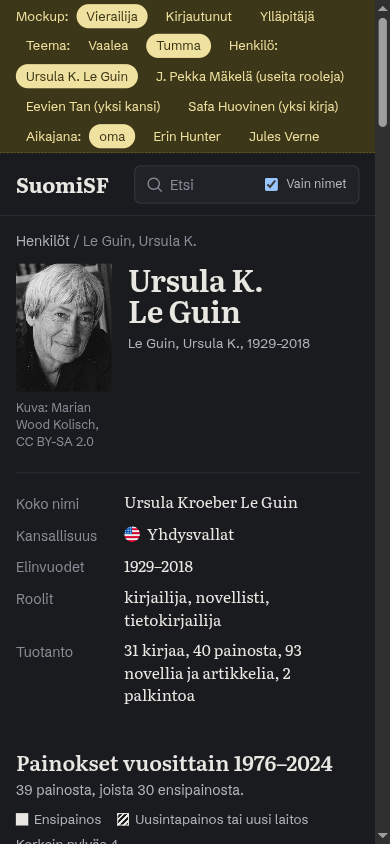 Mockup: Vierailija Kirjautunut Ylläpitäjä
Teema: Vaalea Tumma Henkilö:
Ursula K. Le Guin J. Pekka Mäkelä (useita rooleja)
Eevien Tan (yksi kansi) Safa Huovinen (yksi kirja)
Aikajana: oma Erin Hunter Jules Verne
SuomiSF Etsi Vain nimet
Henkilöt / Le Guin, Ursula K.
Ursula K.
Le Guin
Le Guin, Ursula K., 1929–2018
Kuva: Marian
Wood Kolisch,
CC BY-SA 2.0
Koko nimi Ursula Kroeber Le Guin
Kansallisuus Yhdysvallat
Elinvuodet 1929–2018
Roolit kirjailija, novellisti,
tietokirjailija
Tuotanto 31 kirjaa, 40 painosta, 93
novellia ja artikkelia, 2
palkintoa
Painokset vuosittain 1976–2024
39 painosta, joista 30 ensipainosta.
Ensipainos Uusintapainos tai uusi laitos